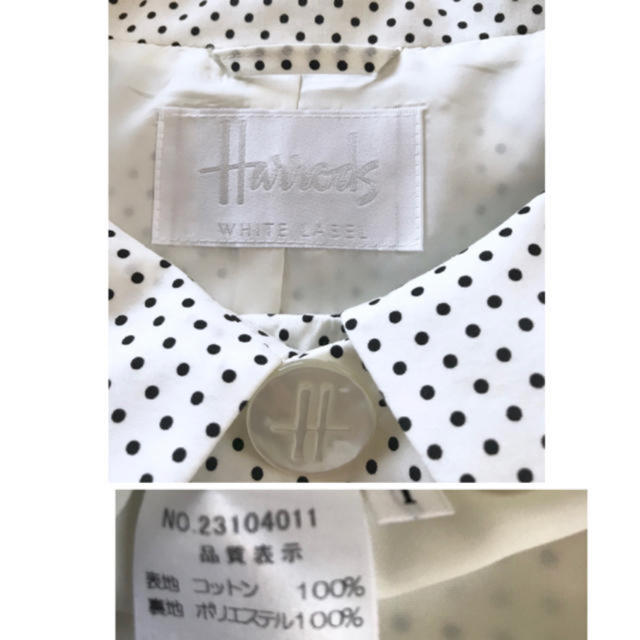 Harrods
WHITE LABEL
H
NO.23104011
品質表示
表地 コットン 100%
裏地 ポリエステル100%